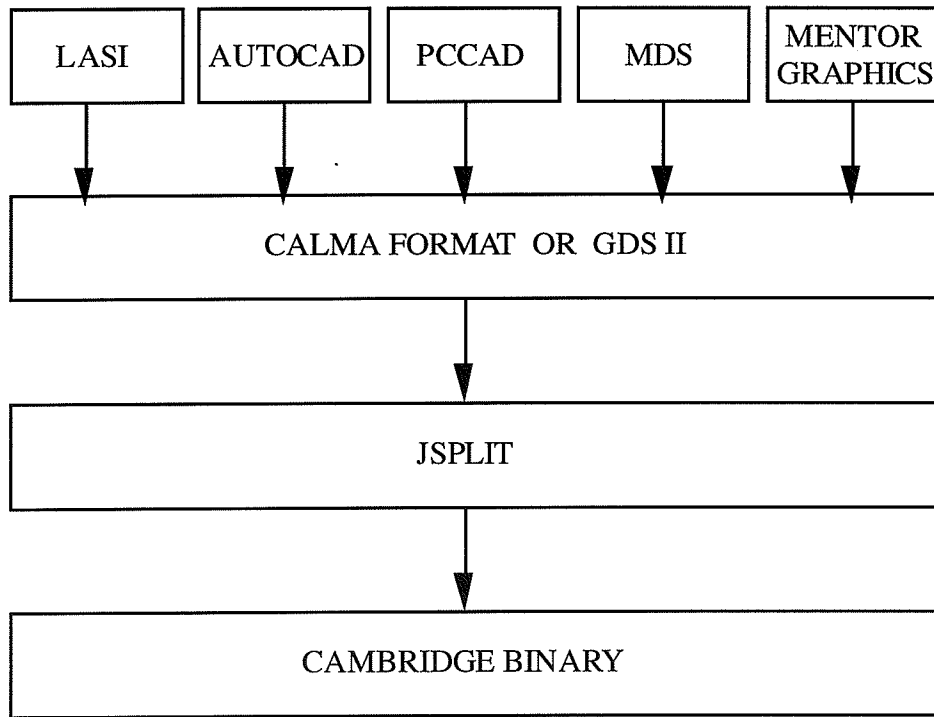 LASI
AUTOCAD
PCCAD
MDS
MENTOR
GRAPHICS
CALMA FORMAT OR GDS II
JSPLIT
CAMBRIDGE BINARY